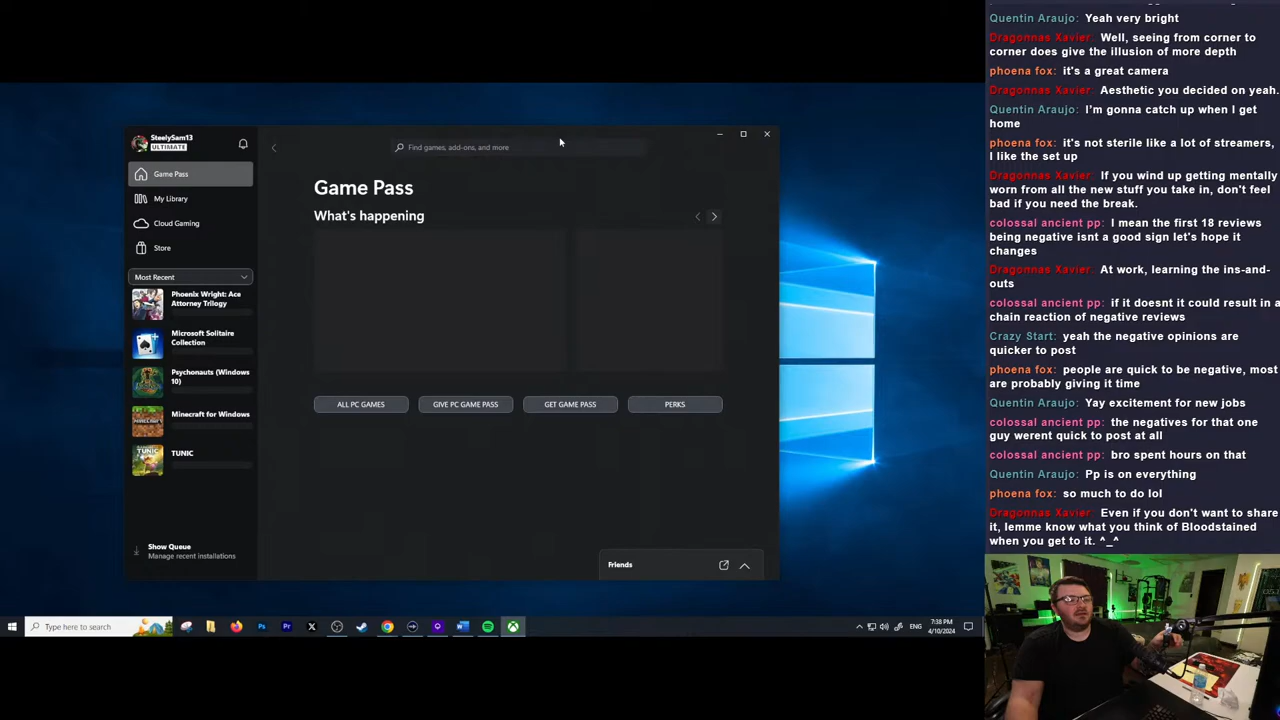 SteelySam13
ULTIMATE
Find games, add-ons, and more
Game Pass
My Library
Cloud Gaming
Store
Most Recent
Phoenix Wright: Ace
Attorney Trilogy
Microsoft Solitaire
Collection
Psychonauts (Windows
10)
Minecraft for Windows
TUNIC
Show Queue
Manage recent installations
Game Pass
What's happening
ALL PC GAMES
GIVE PC GAME PASS
GET GAME PASS
PERKS
Friends
Type here to search
ENG
7:38 PM
4/10/2024
Quentin Araujo: Yeah very bright
Dragonnas Xavier: Well, seeing from corner to
corner does give the illusion of more depth
phoena fox: it's a great camera
Dragonnas Xavier: Aesthetic you decided on yeah.
Quentin Araujo: I'm gonna catch up when I get
home
phoena fox: it's not sterile like a lot of streamers,
I like the set up
Dragonnas Xavier: If you wind up getting mentally
worn from all the new stuff you take in, don't feel
bad if you need the break.
colossal ancient pp: I mean the first 18 reviews
being negative isnt a good sign let's hope it
changes
Dragonnas Xavier: At work, learning the ins-and-
outs
colossal ancient pp: if it doesnt it could result in a
chain reaction of negative reviews
Crazy Start: yeah the negative opinions are
quicker to post
phoena fox: people are quick to be negative, most
are probably giving it time
Quentin Araujo: Yay excitement for new jobs
colossal ancient pp: the negatives for that one
guy werent quick to post at all
colossal ancient pp: bro spent hours on that
Quentin Araujo: Pp is on everything
phoena fox: so much to do lol
Dragonnas Xavier: Even if you don't want to share
it, lemme know what you think of Bloodstained
when you get to it. ^_^